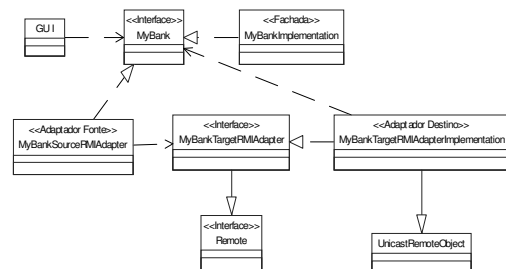 GUI
<<Interface>>
MyBank
<<Fachada>>
MyBankImplementation
<<Adaptador Fonte>>
MyBankSourceRMIAdapter
<<Interface>>
MyBankTargetRMIAdapter
<<Adaptador Destino>>
MyBankTargetRMIAdapterImplementation
<<Interface>>
Remote
UnicastRemoteObject